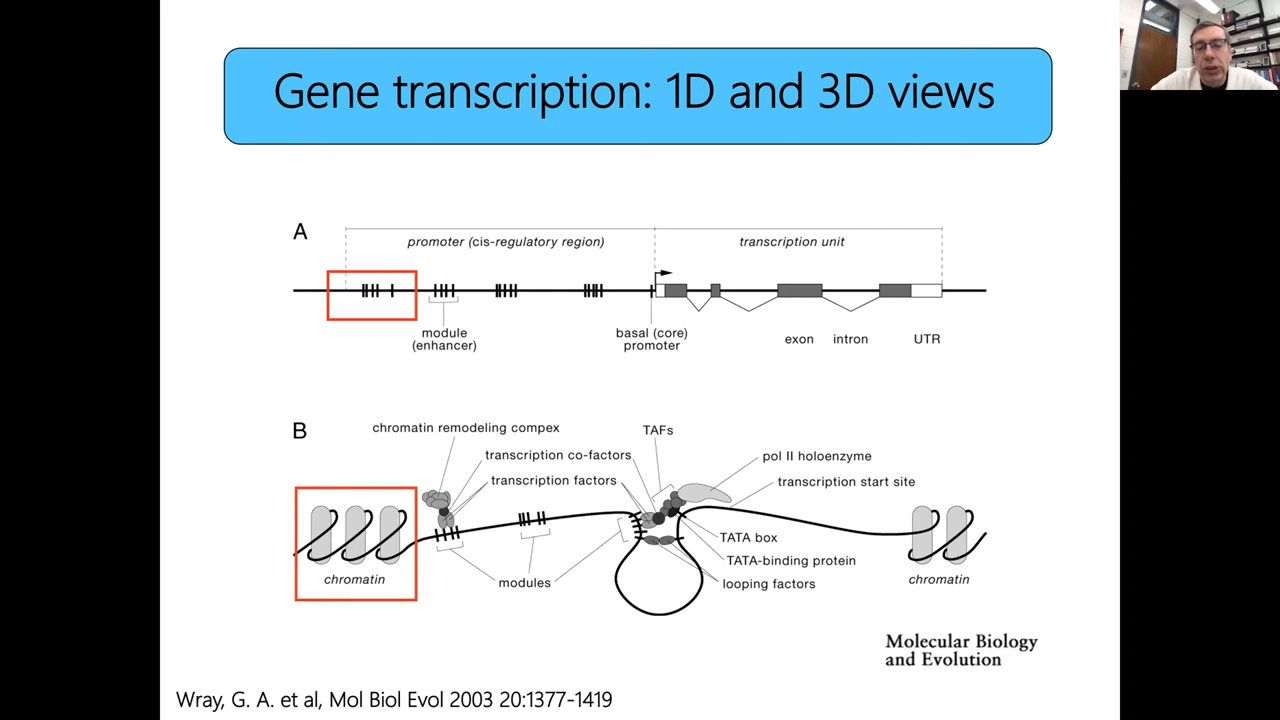 Gene transcription: 1D and 3D views
A
promoter (cis-regulatory region)
transcription unit
module
(enhancer)
basal (core)
promoter
exon
intron
UTR
B
chromatin remodeling compex
TAFs
transcription co-factors
pol II holoenzyme
transcription factors
transcription start site
TATA box
TATA-binding protein
chromatin
modules
looping factors
chromatin
Molecular Biology
and Evolution
Wray, G. A. et al, Mol Biol Evol 2003 20:1377-1419